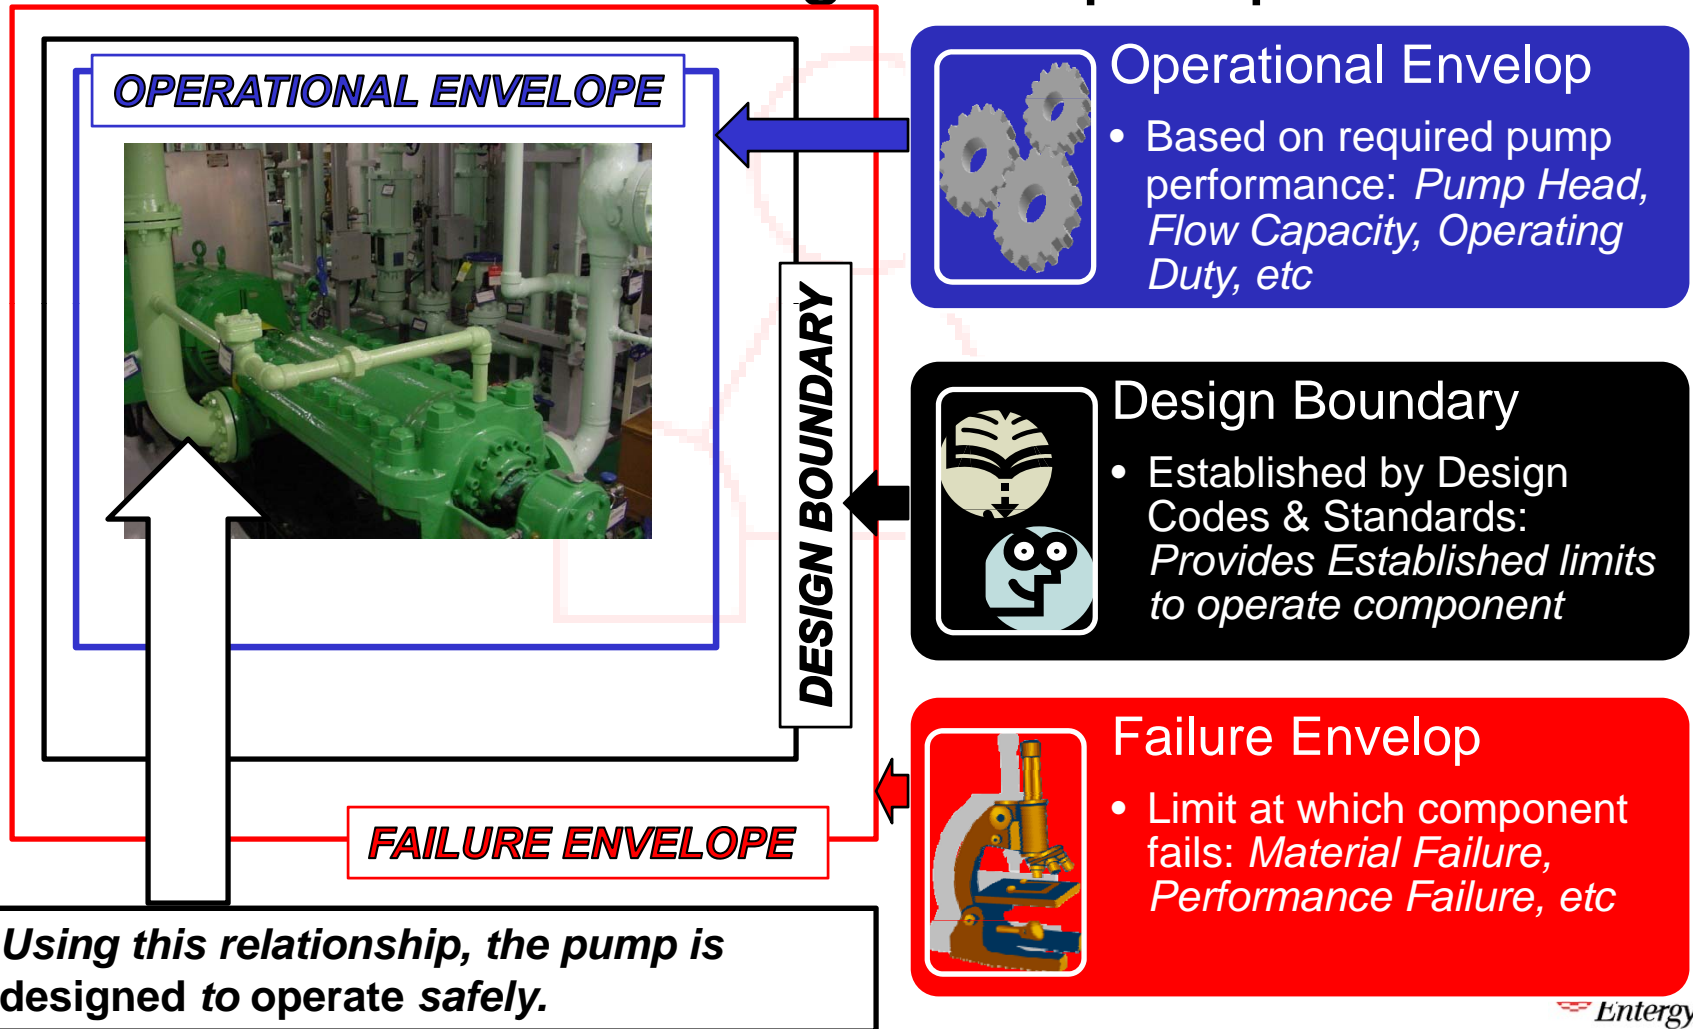 OPERATIONAL ENVELOPE
DESIGN BOUNDARY
FAILURE ENVELOPE
Using this relationship, the pump is
designed to operate safely.
Operational Envelop
• Based on required pump
performance: Pump Head,
Flow Capacity, Operating
Duty, etc
Design Boundary
• Established by Design
Codes & Standards:
Provides Established limits
to operate component
Failure Envelop
• Limit at which component
fails: Material Failure,
Performance Failure, etc
Entergy